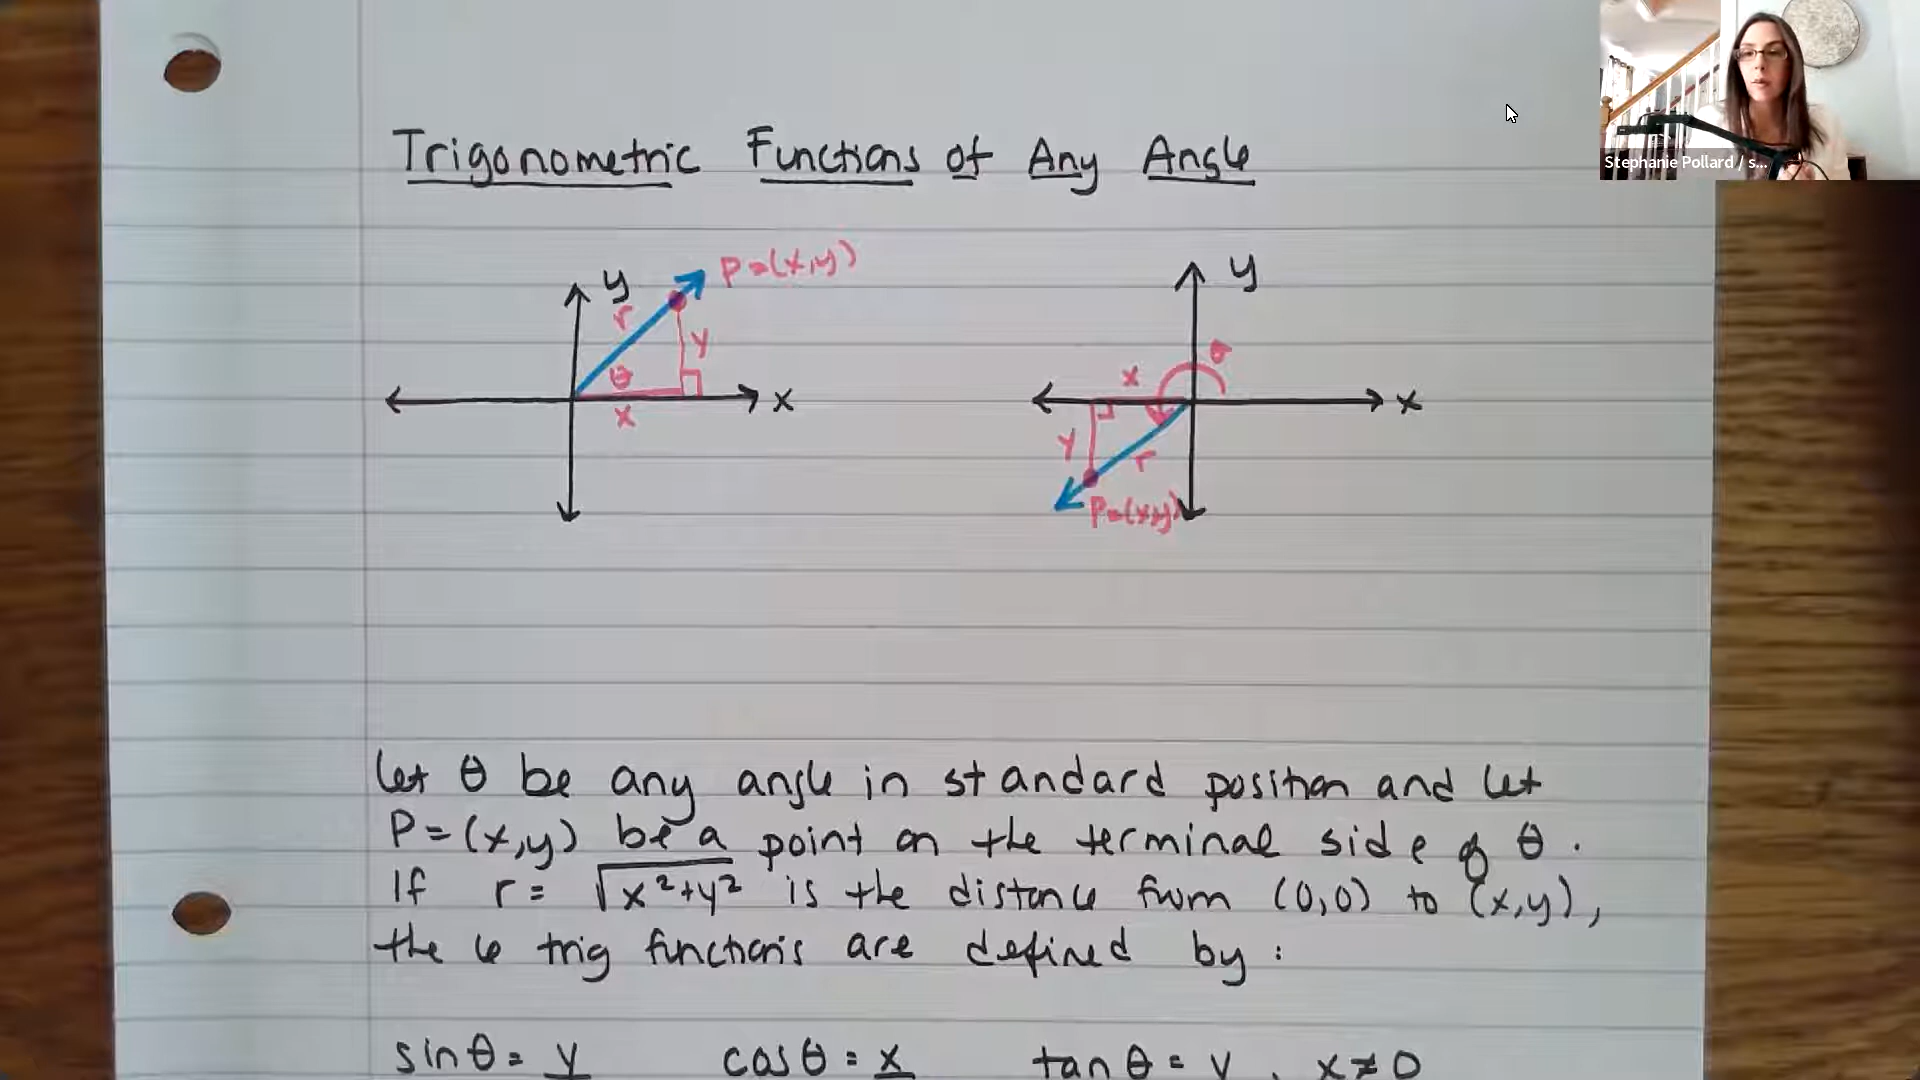 Stephanie Pollard / s...
Trigonometric Functions of Any Angle
y P=(x,y)
r y
θ
x x
y
θ
x
x
y r
P=(x,y)
Let θ be any angle in standard position and let
P=(x,y) be a point on the terminal side of θ.
If r= √x²+y² is the distance from (0,0) to (x,y),
the 6 trig functions are defined by:
sinθ= y cosθ= x tanθ= y , x≠0